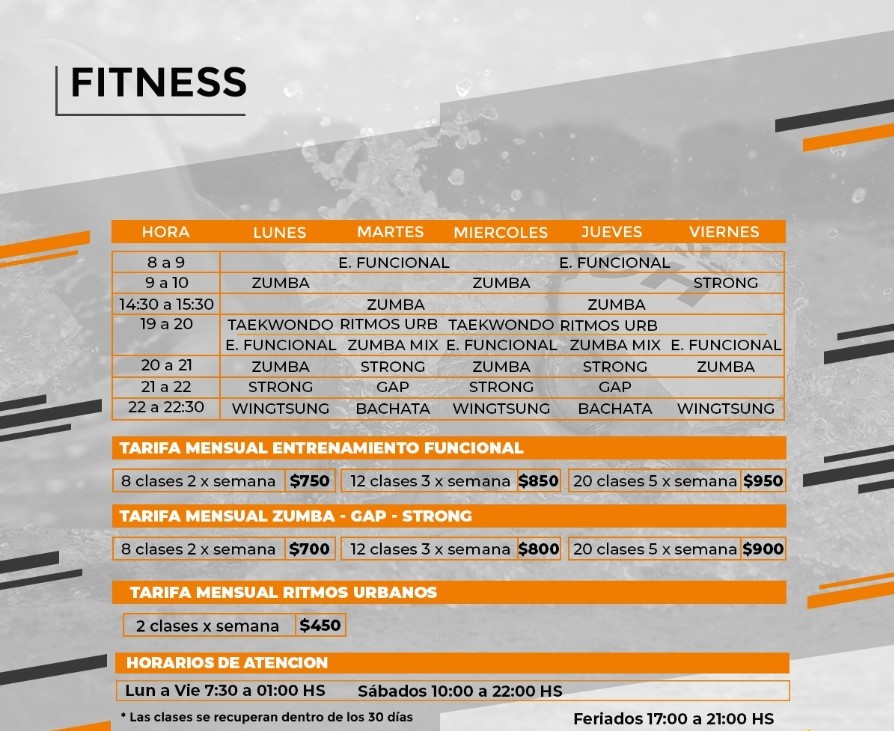 FITNESS
HORA LUNES MARTES MIERCOLES JUEVES VIERNES
8 a 9 E. FUNCIONAL E. FUNCIONAL
9 a 10 ZUMBA ZUMBA STRONG
14:30 a 15:30 ZUMBA ZUMBA
19 a 20 TAEKWONDO RITMOS URB TAEKWONDO RITMOS URB
E. FUNCIONAL ZUMBA MIX E. FUNCIONAL ZUMBA MIX E. FUNCIONAL
20 a 21 ZUMBA STRONG ZUMBA STRONG ZUMBA
21 a 22 STRONG GAP STRONG GAP
22 a 22:30 WINGTSUNG BACHATA WINGTSUNG BACHATA WINGTSUNG
TARIFA MENSUAL ENTRENAMIENTO FUNCIONAL
8 clases 2 x semana $750 12 clases 3 x semana $850 20 clases 5 x semana $950
TARIFA MENSUAL ZUMBA - GAP - STRONG
8 clases 2 x semana $700 12 clases 3 x semana $800 20 clases 5 x semana $900
TARIFA MENSUAL RITMOS URBANOS
2 clases x semana $450
HORARIOS DE ATENCION
Lun a Vie 7:30 a 01:00 HS Sábados 10:00 a 22:00 HS
* Las clases se recuperan dentro de los 30 días
Feriados 17:00 a 21:00 HS